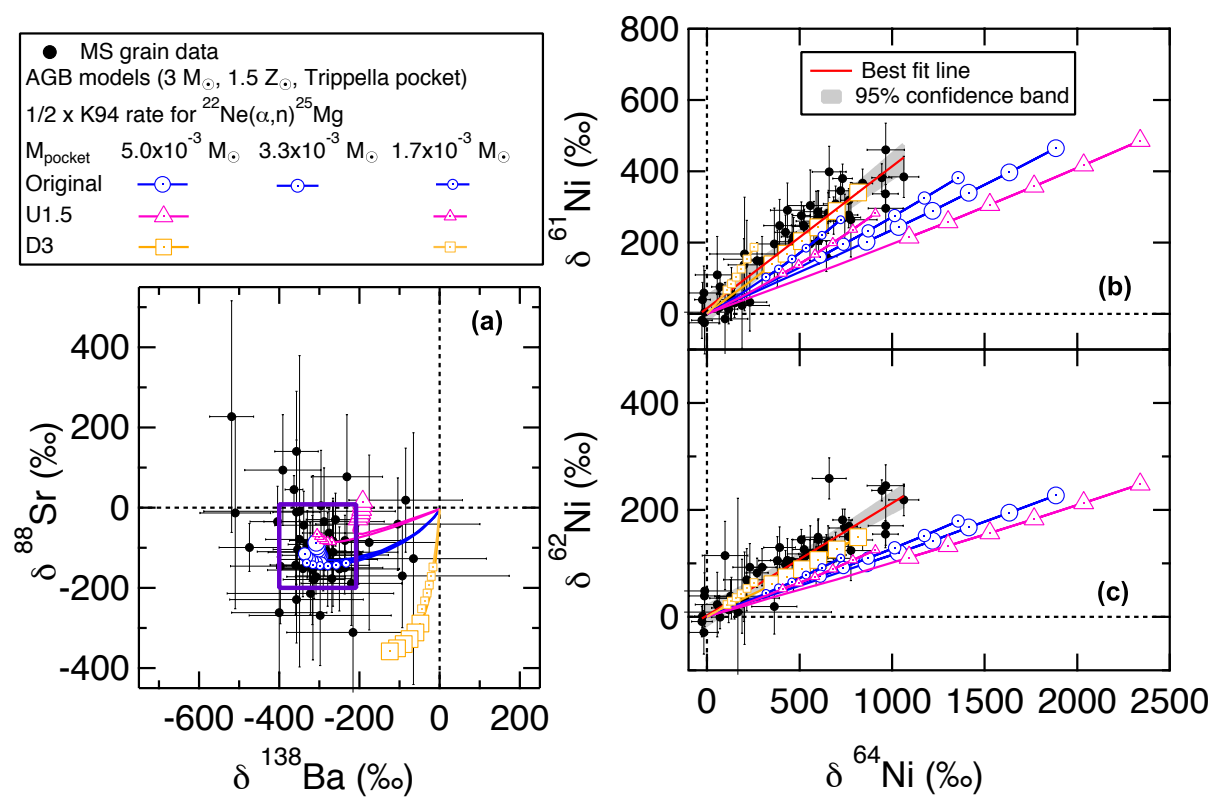 MS grain data
AGB models (3 M☉, 1.5 Z☉, Trippella pocket)
1/2 x K94 rate for ²²Ne(α,n)²⁵Mg
M_pocket 5.0x10⁻³ M☉ 3.3x10⁻³ M☉ 1.7x10⁻³ M☉
Original
U1.5
D3
(a)
400
200
0
-200
-400
δ ⁸⁸Sr (‰)
-600 -400 -200 0 200
δ ¹³⁸Ba (‰)
Best fit line
95% confidence band
800
600
400
200
0
δ ⁶¹Ni (‰)
(b)
400
200
0
δ ⁶²Ni (‰)
(c)
0 500 1000 1500 2000 2500
δ ⁶⁴Ni (‰)